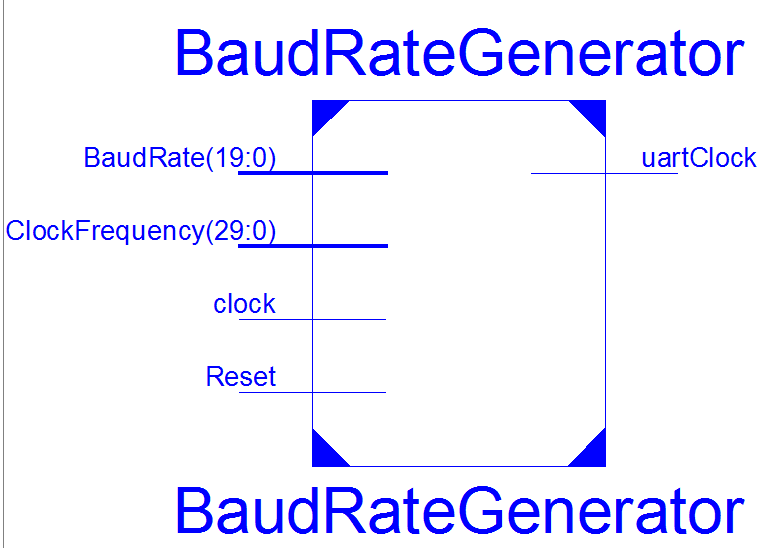 BaudRateGenerator
BaudRate(19:0)
uartClock
ClockFrequency(29:0)
clock
Reset
BaudRateGenerator